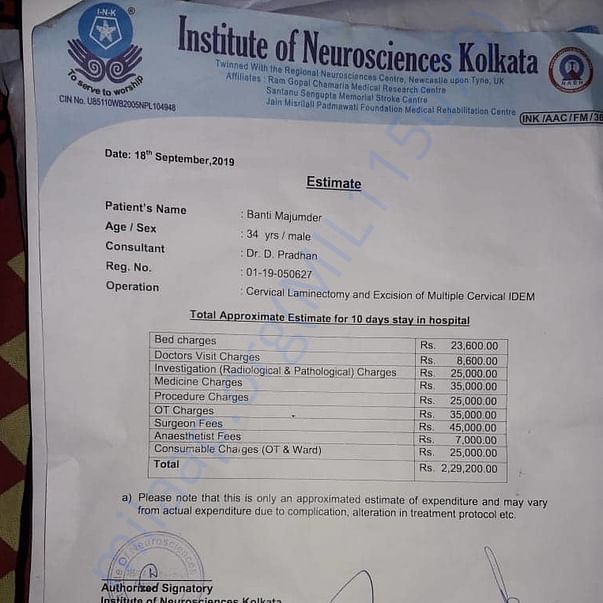 I-N-K
To serve to worship
CIN No. U85110WB2005NPL104948
Institute of Neurosciences Kolkata
Twinned With the Regional Neurosciences Centre, Newcastle upon Tyne, UK
Affiliates : Ram Gopal Chamaria Medical Research Centre
Santanu Sengupta Memorial Stroke Centre
Jain Misrilall Padmawati Foundation Medical Rehabilitation Centre
INK /AAC/FM/36
Date: 18th September,2019
Estimate
Patient's Name : Banti Majumder
Age / Sex : 34 yrs / male
Consultant : Dr. D. Pradhan
Reg. No. : 01-19-050627
Operation : Cervical Laminectomy and Excision of Multiple Cervical IDEM
Total Approximate Estimate for 10 days stay in hospital
Bed charges Rs. 23,600.00
Doctors Visit Charges Rs. 8,600.00
Investigation (Radiological & Pathological) Charges Rs. 25,000.00
Medicine Charges Rs. 35,000.00
Procedure Charges Rs. 25,000.00
OT Charges Rs. 35,000.00
Surgeon Fees Rs. 45,000.00
Anaesthetist Fees Rs. 7,000.00
Consumable Charges (OT & Ward) Rs. 25,000.00
Total Rs. 2,29,200.00
a) Please note that this is only an approximated estimate of expenditure and may vary
from actual expenditure due to complication, alteration in treatment protocol etc.
of Neurosciences
Authorized Signatory
Institute of Neurosciences Kolkata